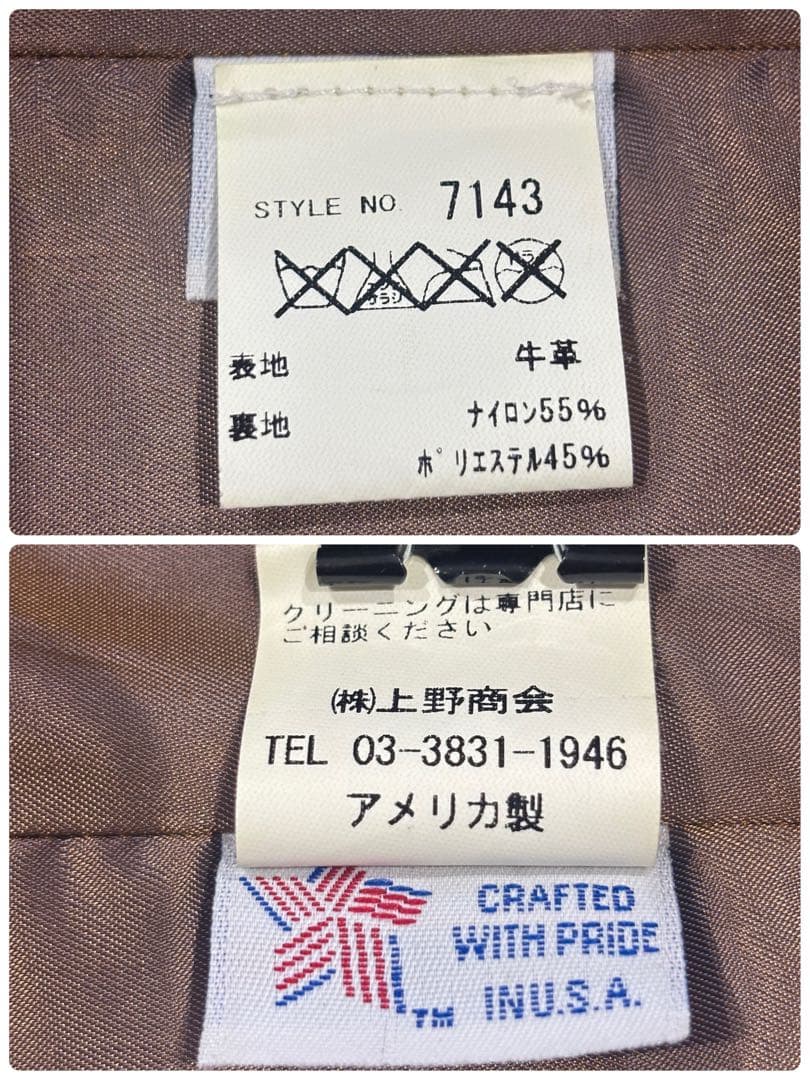 STYLE NO. 7143
表地 牛革
裏地 ナイロン55%
ポリエステル45%
クリーニングは専門店に
ご相談ください
(株)上野商会
TEL 03-3831-1946
アメリカ製
CRAFTED
WITH PRIDE
IN U.S.A.
TM